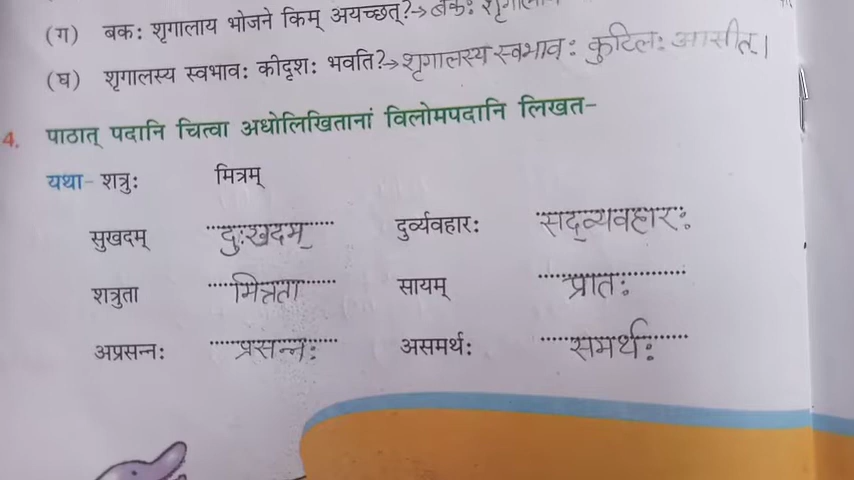 (ग) बकः शृगालाय भोजने किम् अयच्छत्?→ बकः
(घ) शृगालस्य स्वभावः कीदृशः भवति?→ शृगालस्य स्वभावः कुटिलः आसीत्।
4. पाठात् पदानि चित्वा अधोलिखितानां विलोमपदानि लिखत-
यथा- शत्रुः मित्रम्
सुखदम् दुःखदम् दुर्व्यवहारः सद्व्यवहारः
शत्रुता मित्रता सायम् प्रातः
अप्रसन्नः प्रसन्नः असमर्थः समर्थः